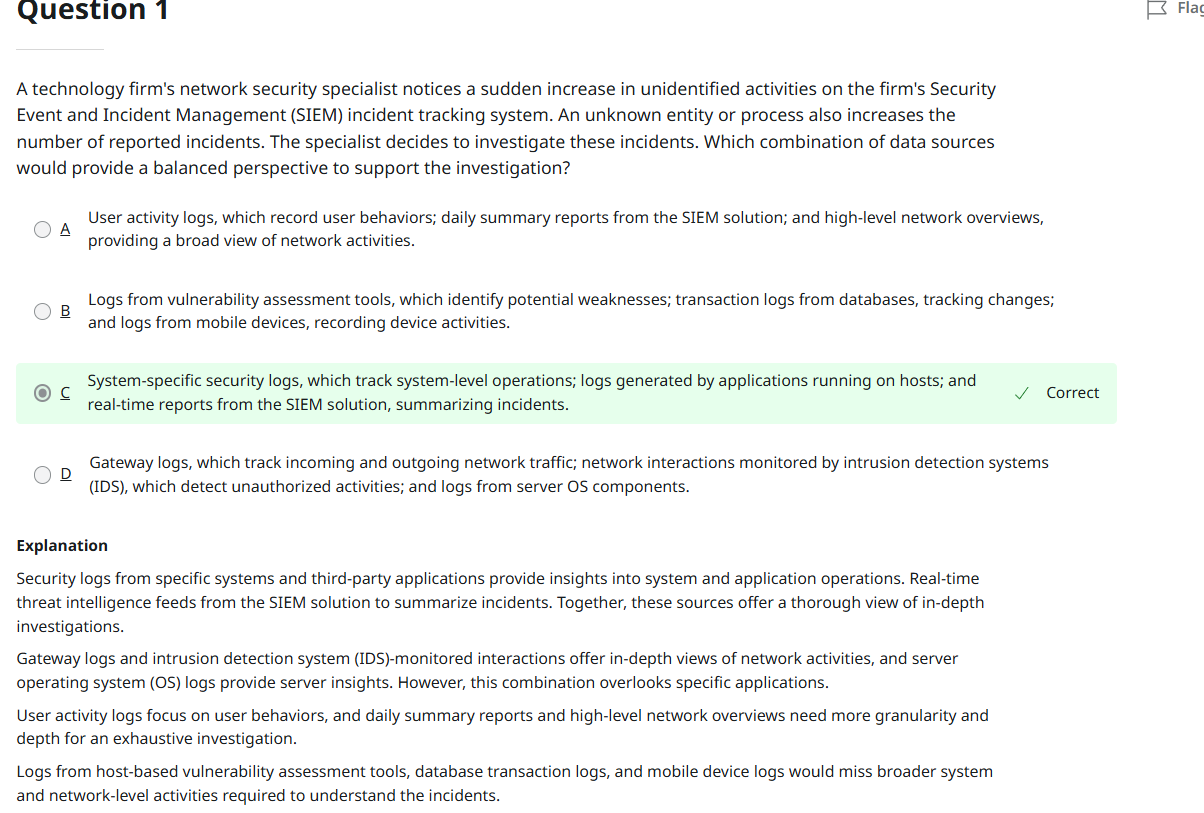 Question 1
Flag
A technology firm's network security specialist notices a sudden increase in unidentified activities on the firm's Security
Event and Incident Management (SIEM) incident tracking system. An unknown entity or process also increases the
number of reported incidents. The specialist decides to investigate these incidents. Which combination of data sources
would provide a balanced perspective to support the investigation?
A
User activity logs, which record user behaviors; daily summary reports from the SIEM solution; and high-level network overviews,
providing a broad view of network activities.
B
Logs from vulnerability assessment tools, which identify potential weaknesses; transaction logs from databases, tracking changes;
and logs from mobile devices, recording device activities.
C
System-specific security logs, which track system-level operations; logs generated by applications running on hosts; and
real-time reports from the SIEM solution, summarizing incidents.
Correct
D
Gateway logs, which track incoming and outgoing network traffic; network interactions monitored by intrusion detection systems
(IDS), which detect unauthorized activities; and logs from server OS components.
Explanation
Security logs from specific systems and third-party applications provide insights into system and application operations. Real-time
threat intelligence feeds from the SIEM solution to summarize incidents. Together, these sources offer a thorough view of in-depth
investigations.
Gateway logs and intrusion detection system (IDS)-monitored interactions offer in-depth views of network activities, and server
operating system (OS) logs provide server insights. However, this combination overlooks specific applications.
User activity logs focus on user behaviors, and daily summary reports and high-level network overviews need more granularity and
depth for an exhaustive investigation.
Logs from host-based vulnerability assessment tools, database transaction logs, and mobile device logs would miss broader system
and network-level activities required to understand the incidents.